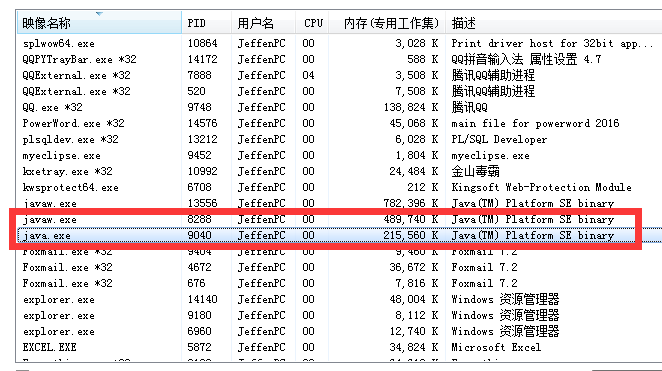 映像名称 PID 用户名 CPU 内存(专用工作集) 描述
splwow64.exe 10864 JeffenPC 00 3,028 K Print driver host for 32bit app...
QQPYTrayBar.exe *32 14172 JeffenPC 00 588 K QQ拼音输入法 属性设置 4.7
QQExternal.exe *32 7888 JeffenPC 04 3,508 K 腾讯QQ辅助进程
QQExternal.exe *32 520 JeffenPC 00 7,508 K 腾讯QQ辅助进程
QQ.exe *32 9748 JeffenPC 00 138,824 K 腾讯QQ
PowerWord.exe *32 14576 JeffenPC 00 45,068 K main file for powerword 2016
plsqldev.exe *32 13212 JeffenPC 00 6,028 K PL/SQL Developer
myeclipse.exe 9452 JeffenPC 00 1,804 K myeclipse.exe
kxetray.exe *32 10992 JeffenPC 00 24,484 K 金山毒霸
kwsprotect64.exe 6708 JeffenPC 00 212 K Kingsoft Web-Protection Module
javaw.exe 13556 JeffenPC 00 782,396 K Java(TM) Platform SE binary
javaw.exe 8288 JeffenPC 00 489,740 K Java(TM) Platform SE binary
java.exe 9040 JeffenPC 00 215,560 K Java(TM) Platform SE binary
Foxmail.exe *32 9404 JeffenPC 00 9,460 K Foxmail 7.2
Foxmail.exe *32 4672 JeffenPC 00 36,672 K Foxmail 7.2
Foxmail.exe *32 676 JeffenPC 00 7,816 K Foxmail 7.2
explorer.exe 14140 JeffenPC 00 48,004 K Windows 资源管理器
explorer.exe 9180 JeffenPC 00 8,112 K Windows 资源管理器
explorer.exe 6960 JeffenPC 00 12,740 K Windows 资源管理器
EXCEL.EXE 5872 JeffenPC 00 34,824 K Microsoft Excel